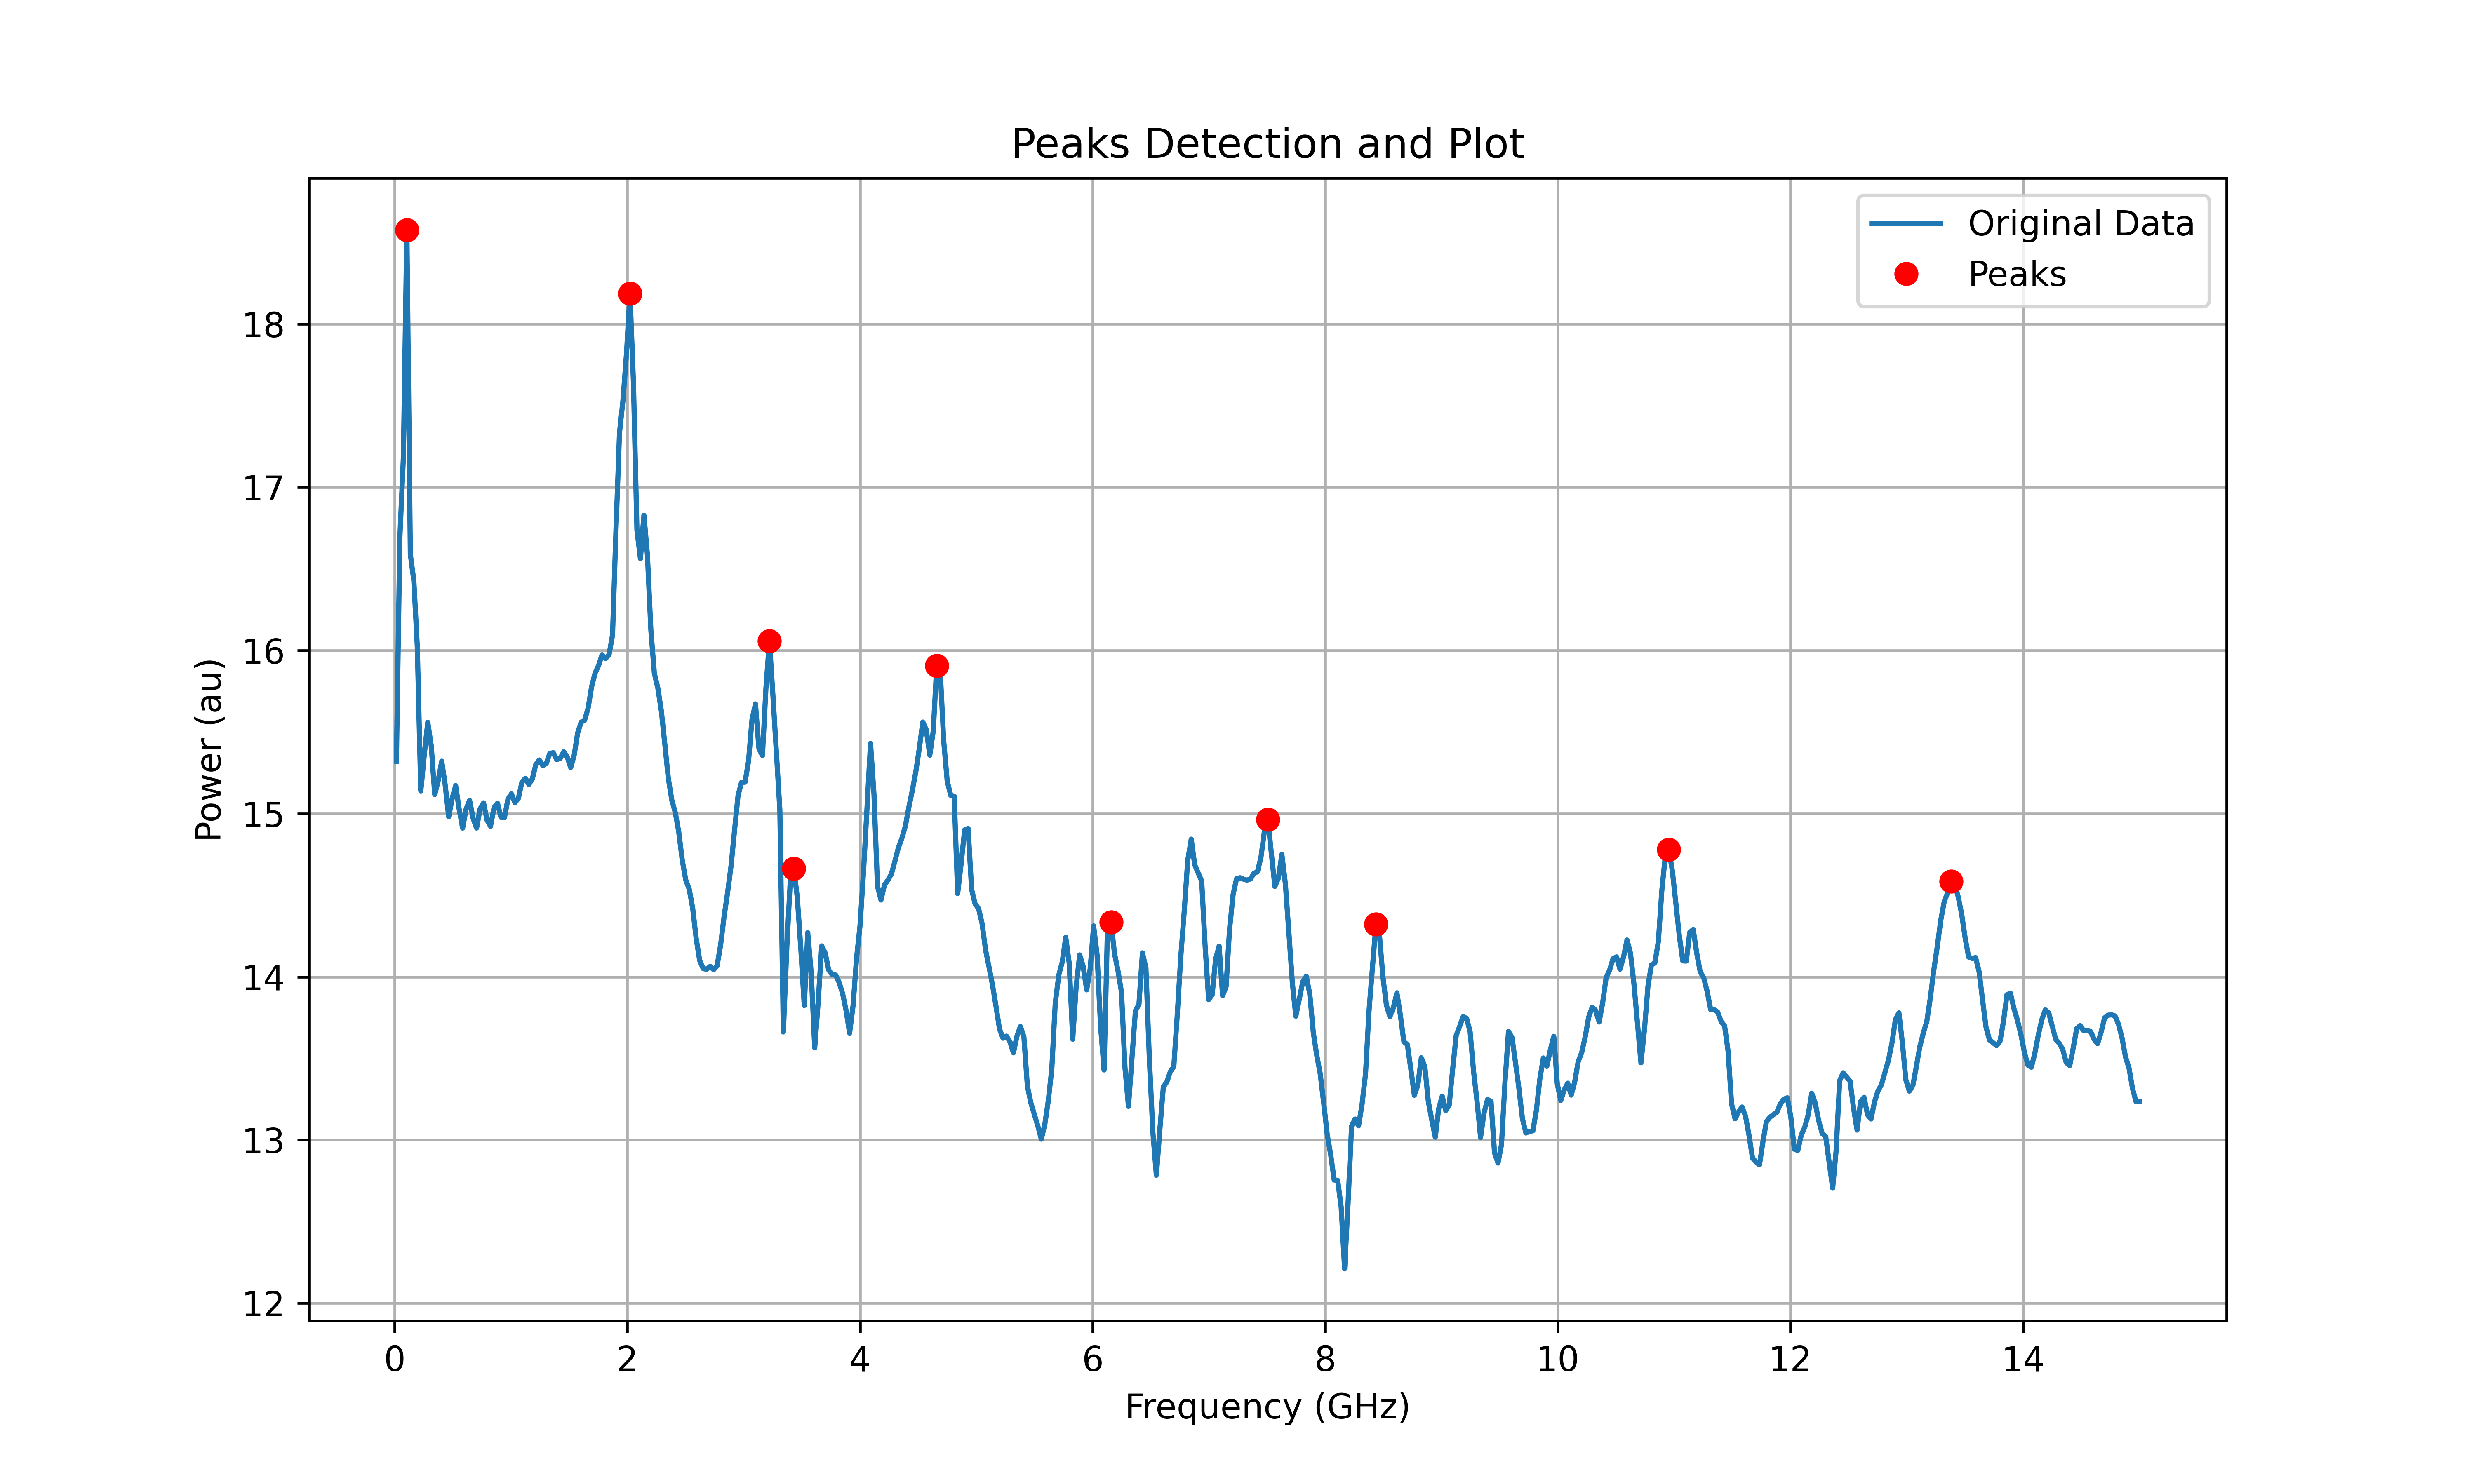 Peaks Detection and Plot
Original Data
Peaks
18
17
16
15
14
13
12
Power (au)
0 2 4 6 8 10 12 14
Frequency (GHz)